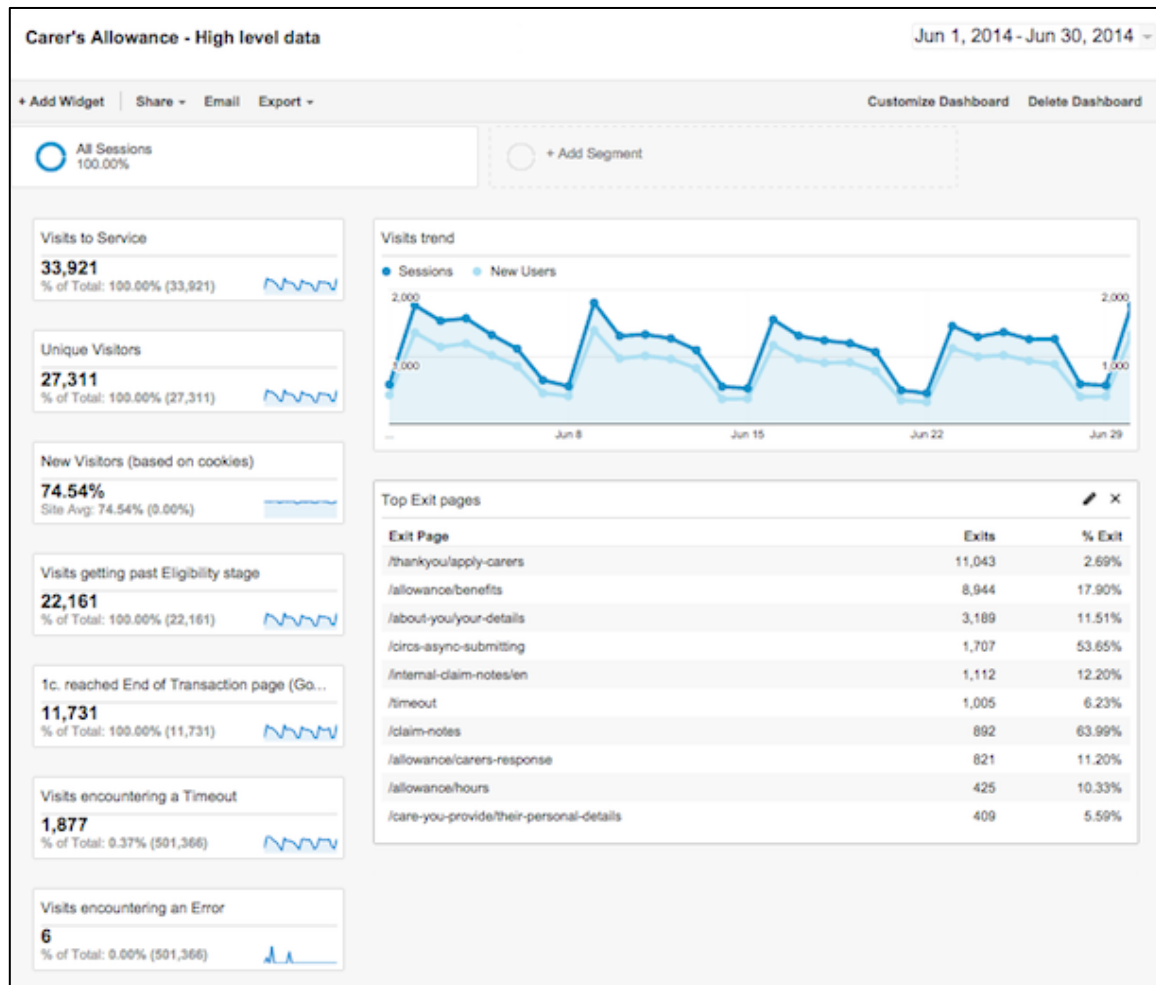 Carer's Allowance - High level data
Jun 1, 2014 - Jun 30, 2014
+ Add Widget
Share
Email
Export
Customize Dashboard
Delete Dashboard
All Sessions
100.00%
+ Add Segment
Visits to Service
33,921
% of Total: 100.00% (33,921)
Unique Visitors
27,311
% of Total: 100.00% (27,311)
New Visitors (based on cookies)
74.54%
Site Avg: 74.54% (0.00%)
Visits getting past Eligibility stage
22,161
% of Total: 100.00% (22,161)
1c. reached End of Transaction page (Go...
11,731
% of Total: 100.00% (11,731)
Visits encountering a Timeout
1,877
% of Total: 0.37% (501,366)
Visits encountering an Error
6
% of Total: 0.00% (501,366)
Visits trend
Sessions
New Users
2,000
2,000
1,000
1,000
...
Jun 8
Jun 15
Jun 22
Jun 29
Top Exit pages
Exit Page Exits % Exit
/thankyou/apply-carers 11,043 2.69%
/allowance/benefits 8,944 17.90%
/about-you/your-details 3,189 11.51%
/circs-async-submitting 1,707 53.65%
/internal-claim-notes/en 1,112 12.20%
/timeout 1,005 6.23%
/claim-notes 892 63.99%
/allowance/carers-response 821 11.20%
/allowance/hours 425 10.33%
/care-you-provide/their-personal-details 409 5.59%